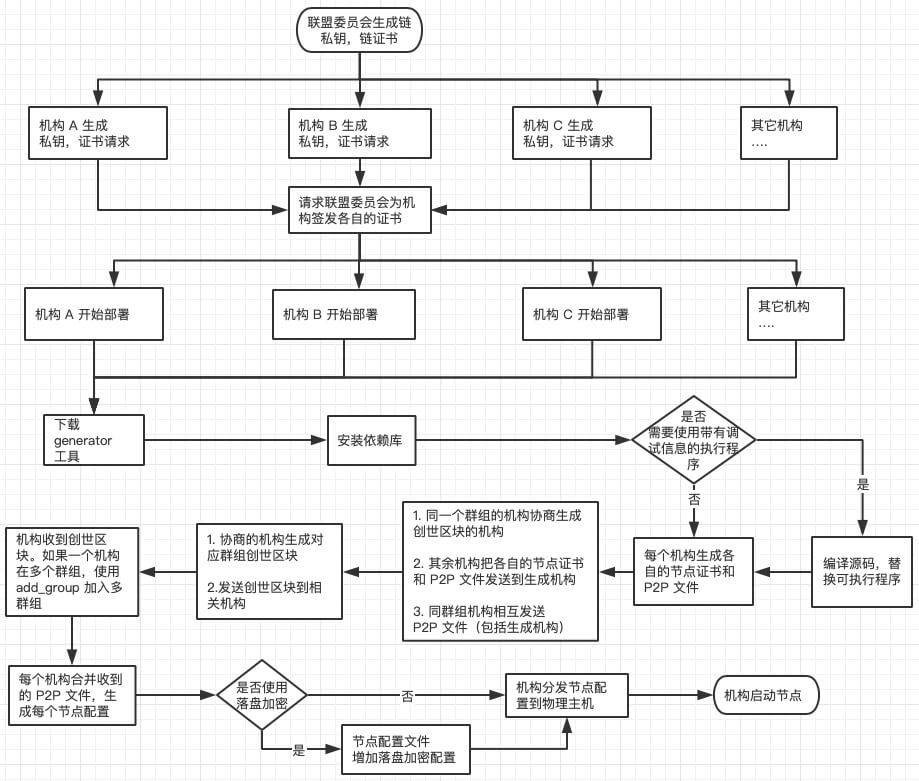 联盟委员会生成链
私钥，链证书
机构 A 生成
私钥，证书请求
机构 B 生成
私钥，证书请求
机构 C 生成
私钥，证书请求
其它机构
....
请求联盟委员会为机
构签发各自的证书
机构 A 开始部署
机构 B 开始部署
机构 C 开始部署
其它机构
....
下载
generator
工具
安装依赖库
是否
需要使用带有调
试信息的执行程
序
是
否
编译源码，替
换可执行程序
每个机构生成各
自的节点证书和
P2P 文件
1. 同一个群组的机构协商生成
创世区块的机构
2. 其余机构把各自的节点证书
和 P2P 文件发送到生成机构
3. 同群组机构相互发送
P2P 文件（包括生成机构）
1. 协商的机构生成对
应群组创世区块
2.发送创世区块到相
关机构
机构收到创世区
块。如果一个机构
在多个群组，使用
add_group 加入多
群组
每个机构合并收到
的 P2P 文件，生
成每个节点配置
是否使用
落盘加密
否
是
节点配置文件
增加落盘加密配置
机构分发节点配
置到物理主机
机构启动节点